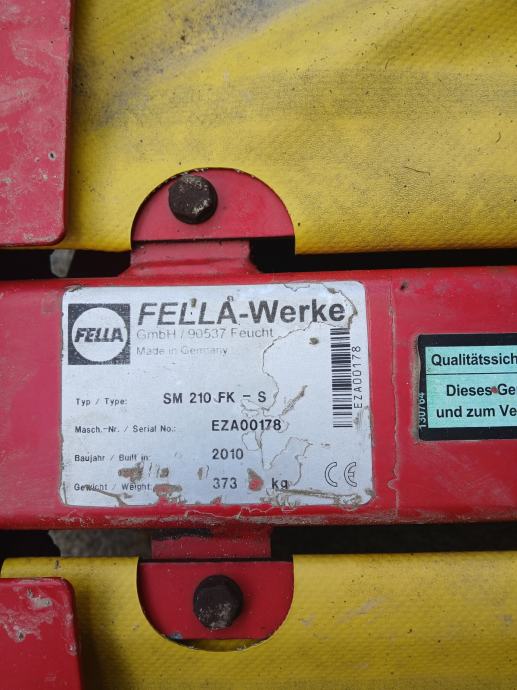 FELLA
FELLA-Werke
GmbH / 90537 Feucht
Made in Germany
Typ / Type: SM 210 FK - S
Masch.-Nr. / Serial No.: EZA00178
Baujahr / Built in: 2010
Gewicht / Weight: 373 kg
CE
EZA00178
130764
Qualitätssich
Dieses Ge
und zum Ve